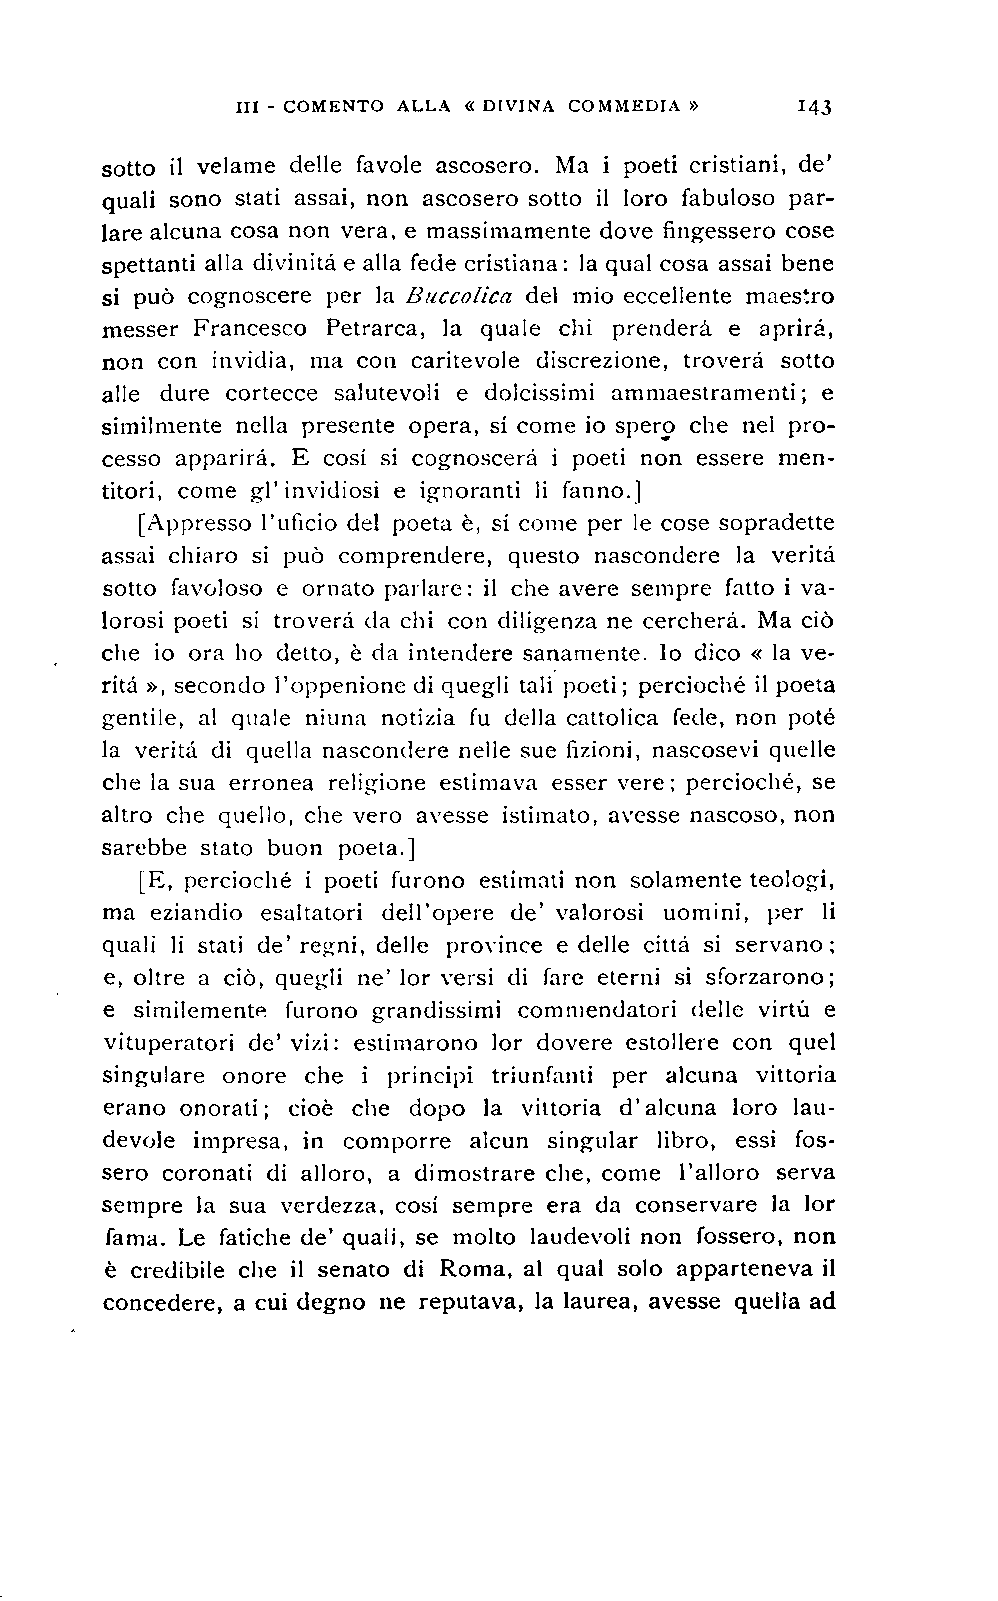 III - COMENTO ALLA « DIVINA COMMEDIA » 143
sotto il velame delle favole ascosero. Ma i poeti cristiani, de'
quali sono stati assai, non ascosero sotto il loro fabuloso par-
lare alcuna cosa non vera, e massimamente dove fingessero cose
spettanti alla divinitá e alla fede cristiana: la qual cosa assai bene
si può cognoscere per la Buccolica del mio eccellente maestro
messer Francesco Petrarca, la quale chi prenderá e aprirá,
non con invidia, ma con caritevole discrezione, troverá sotto
alle dure cortecce salutevoli e dolcissimi ammaestramenti; e
similmente nella presente opera, sí come io spero che nel pro-
cesso apparirá. E cosí si cognoscerá i poeti non essere men-
titori, come gl'invidiosi e ignoranti li fanno.]
[Appresso l'uficio del poeta è, sí come per le cose sopradette
assai chiaro si può comprendere, questo nascondere la veritá
sotto favoloso e ornato parlare: il che avere sempre fatto i va-
lorosi poeti si troverá da chi con diligenza ne cercherá. Ma ciò
che io ora ho detto, è da intendere sanamente. Io dico « la ve-
ritá », secondo l'oppenione di quegli tali poeti; percioché il poeta
gentile, al quale niuna notizia fu della cattolica fede, non poté
la veritá di quella nascondere nelle sue fizioni, nascosevi quelle
che la sua erronea religione estimava esser vere; percioché, se
altro che quello, che vero avesse istimato, avesse nascoso, non
sarebbe stato buon poeta.]
[E, percioché i poeti furono estimati non solamente teologi,
ma eziandio esaltatori dell'opere de' valorosi uomini, per li
quali li stati de' regni, delle province e delle cittá si servano;
e, oltre a ciò, quegli ne' lor versi di fare eterni si sforzarono;
e similemente furono grandissimi commendatori delle virtú e
vituperatori de' vizi: estimarono lor dovere estollere con quel
singulare onore che i principi triunfanti per alcuna vittoria
erano onorati; cioè che dopo la vittoria d'alcuna loro lau-
devole impresa, in comporre alcun singular libro, essi fos-
sero coronati di alloro, a dimostrare che, come l'alloro serva
sempre la sua verdezza, cosí sempre era da conservare la lor
fama. Le fatiche de' quali, se molto laudevoli non fossero, non
è credibile che il senato di Roma, al qual solo apparteneva il
concedere, a cui degno ne reputava, la laurea, avesse quella ad